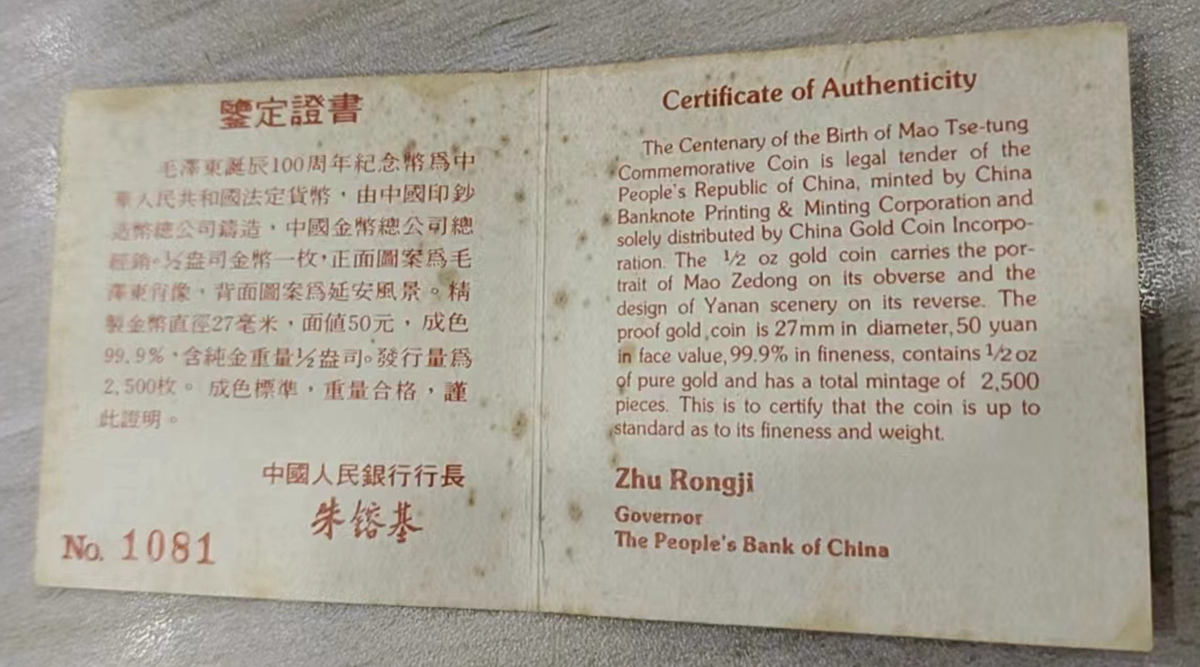 鑒定證書
毛澤東誕辰100周年紀念幣爲中
華人民共和國法定貨幣，由中國印鈔
造幣總公司鑄造，中國金幣總公司總
經銷。½盎司金幣一枚，正面圖案爲毛
澤東肖像，背面圖案爲延安風景。精
製金幣直徑27毫米，面值50元，成色
99.9%，含純金重量½盎司。發行量爲
2,500枚。成色標準，重量合格，謹
此證明。
中國人民銀行行長
朱鎔基
No. 1081
Certificate of Authenticity
The Centenary of the Birth of Mao Tse-tung
Commemorative Coin is legal tender of the
People's Republic of China, minted by China
Banknote Printing & Minting Corporation and
solely distributed by China Gold Coin Incorpo-
ration. The ½ oz gold coin carries the por-
trait of Mao Zedong on its obverse and the
design of Yanan scenery on its reverse. The
proof gold coin is 27mm in diameter, 50 yuan
in face value, 99.9% in fineness, contains ½ oz
of pure gold and has a total mintage of 2,500
pieces. This is to certify that the coin is up to
standard as to its fineness and weight.
Zhu Rongji
Governor
The People's Bank of China